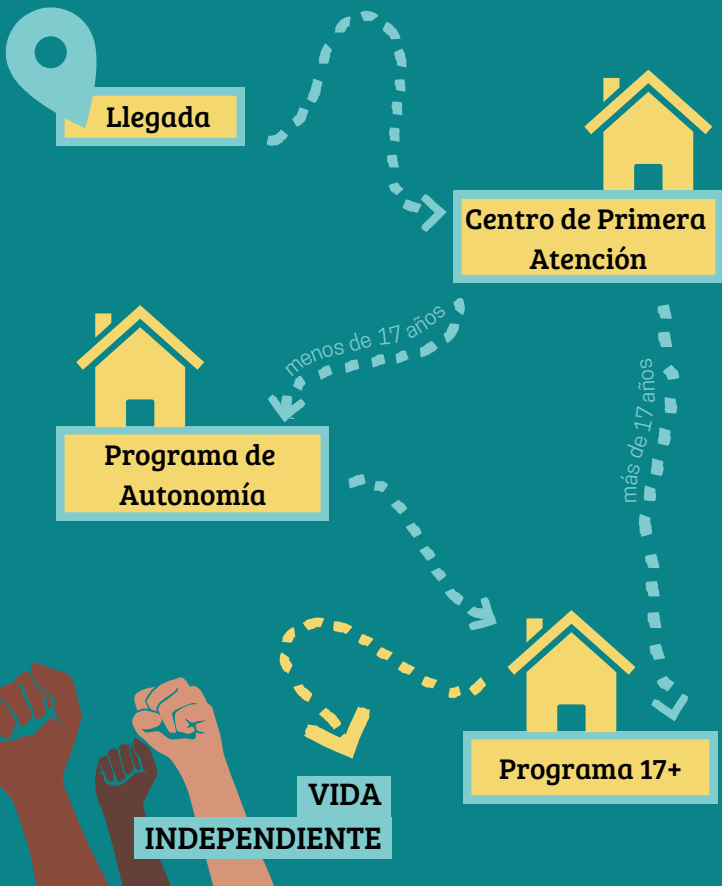 Llegada
Centro de Primera
Atención
menos de 17 años
más de 17 años
Programa de
Autonomía
Programa 17+
VIDA
INDEPENDIENTE